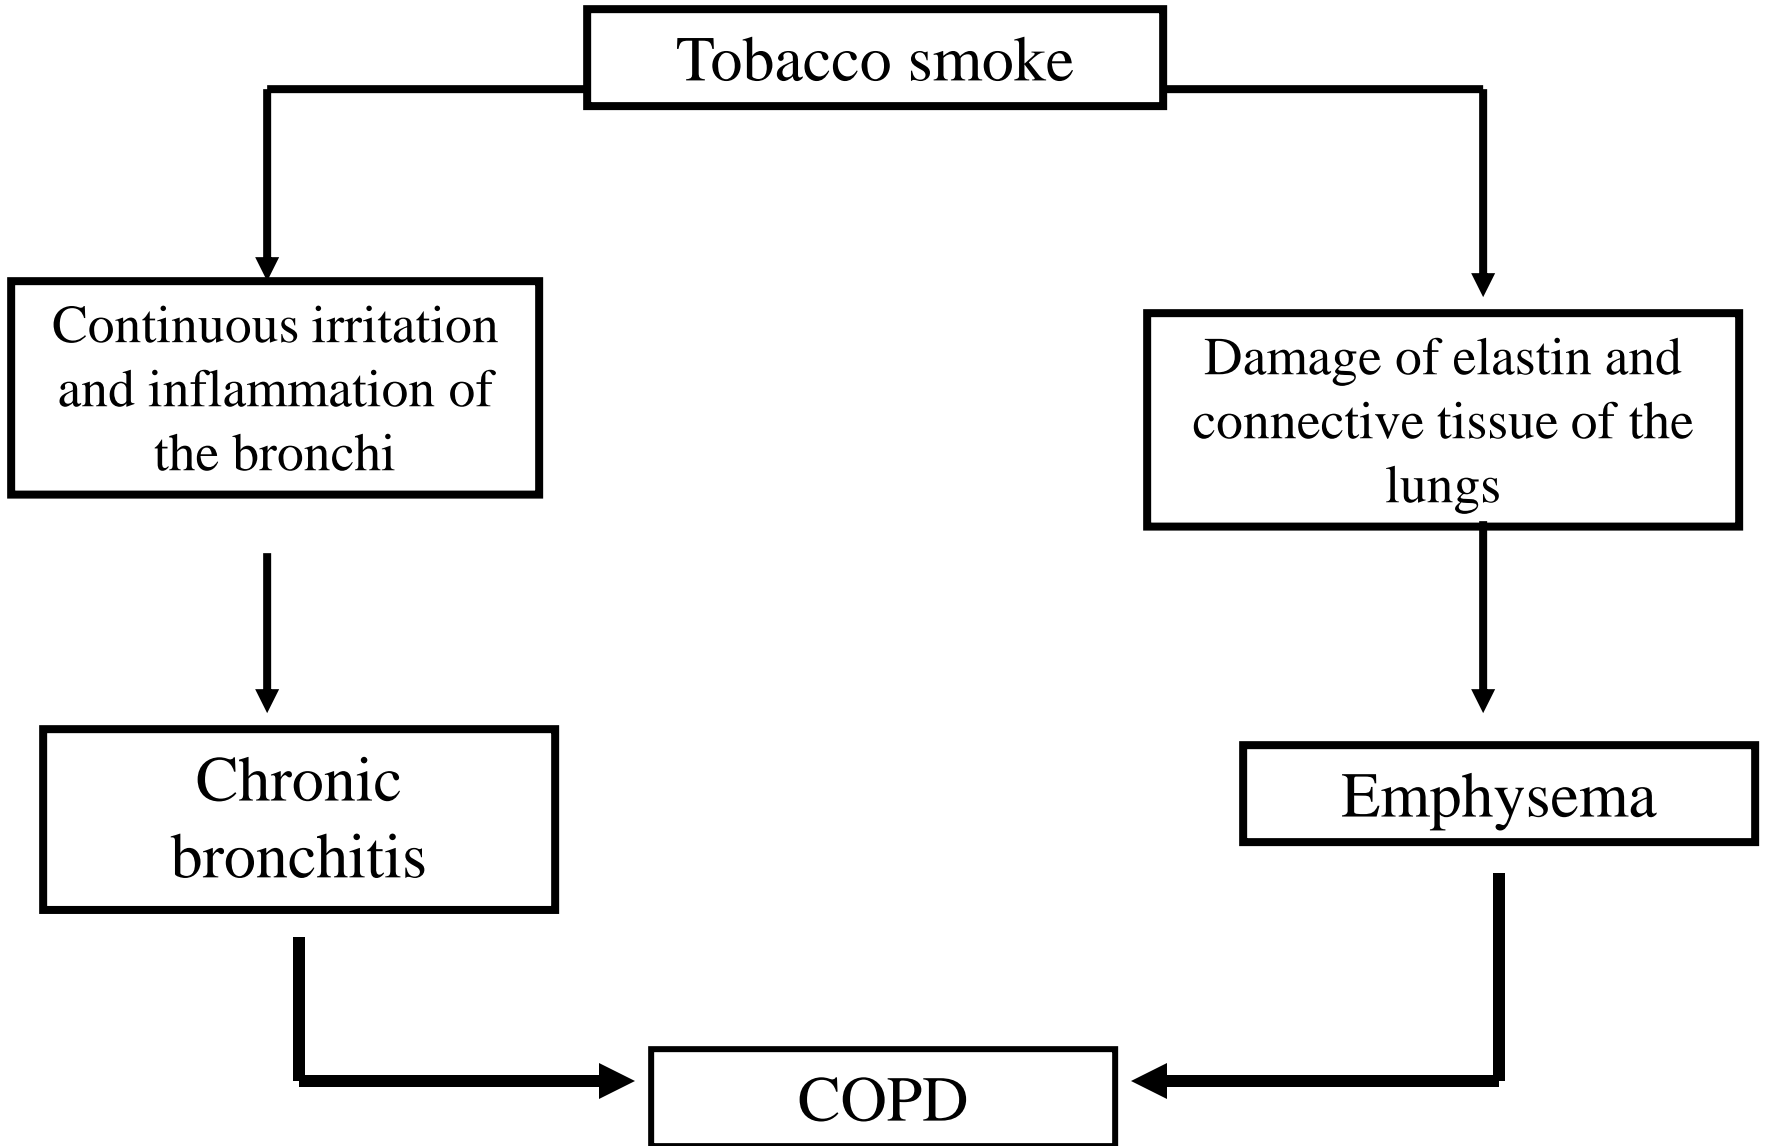 Tobacco smoke
Continuous irritation
and inflammation of
the bronchi
Damage of elastin and
connective tissue of the
lungs
Chronic
bronchitis
Emphysema
COPD